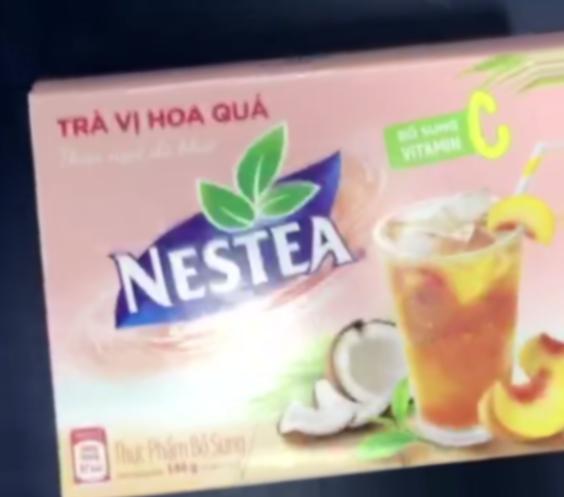 TRÀ VỊ HOA QUẢ
BỔ SUNG
VITAMIN C
NESTEA
Thực Phẩm Bổ Sung